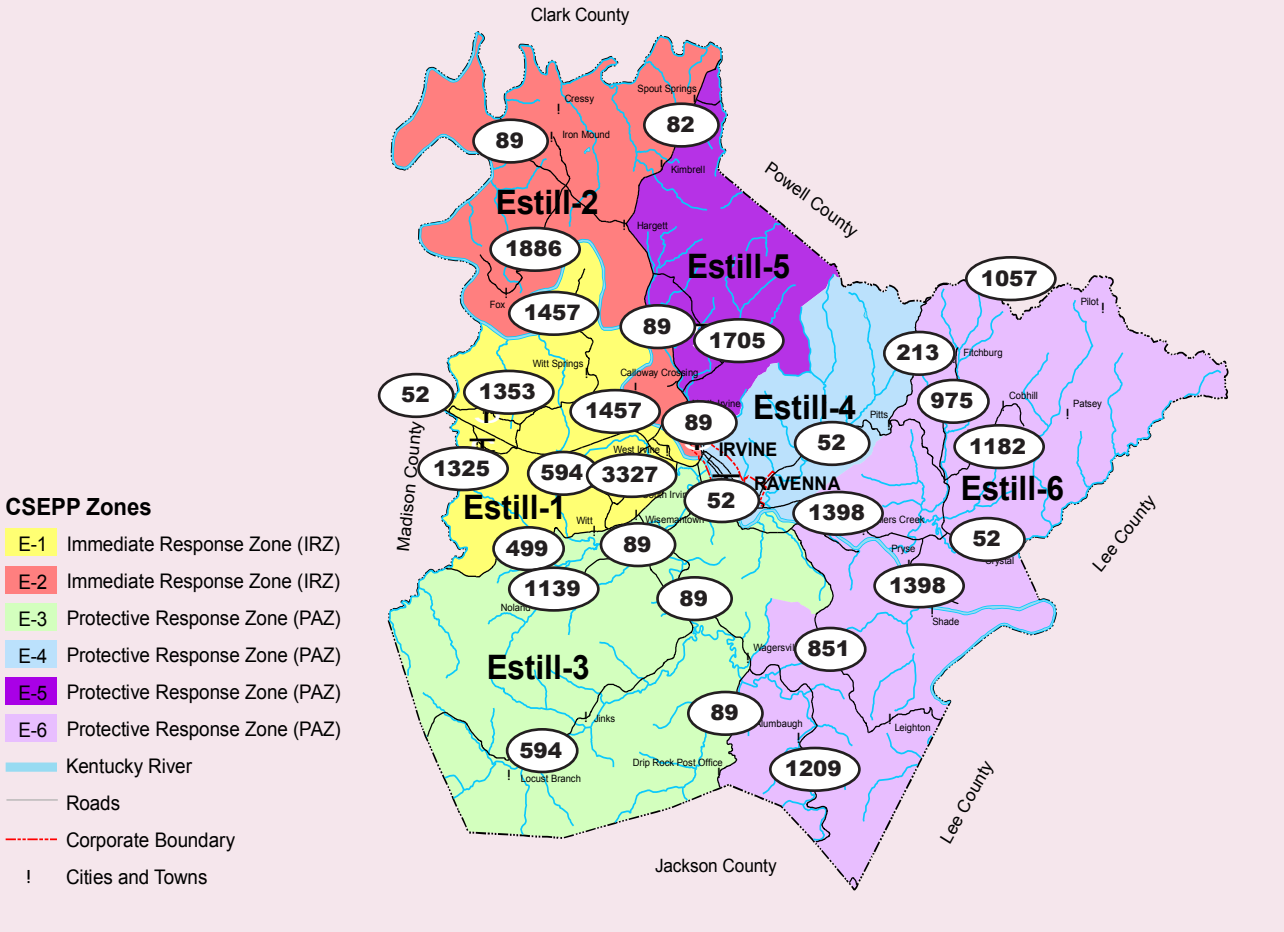 Clark County
Spout Springs
Cressy
82
89
Iron Mound
Kimbrell
Powell County
Estill-2
Hargett
1886
Estill-5
1057
Pilot
Fox
1457
89
1705
213
Fitchburg
Witt Springs
Calloway Crossing
52
1353
1457
975
Cobhill
Patsey
Estill-4
Pitts
89
52
1182
Madison County
West Irvine
IRVINE
1325
594
3327
RAVENNA
Estill-6
52
CSEPP Zones
Estill-1
Witt
Wisemantown
1398
Lee County
E-1 Immediate Response Zone (IRZ)
499
89
Pryse
52
E-2 Immediate Response Zone (IRZ)
1139
89
1398
Noland
E-3 Protective Response Zone (PAZ)
Shade
E-4 Protective Response Zone (PAZ)
Estill-3
851
E-5 Protective Response Zone (PAZ)
E-6 Protective Response Zone (PAZ)
Jinks
89
Leighton
Kentucky River
594
Drip Rock Post Office
1209
Locust Branch
Roads
Lee County
Corporate Boundary
Jackson County
! Cities and Towns